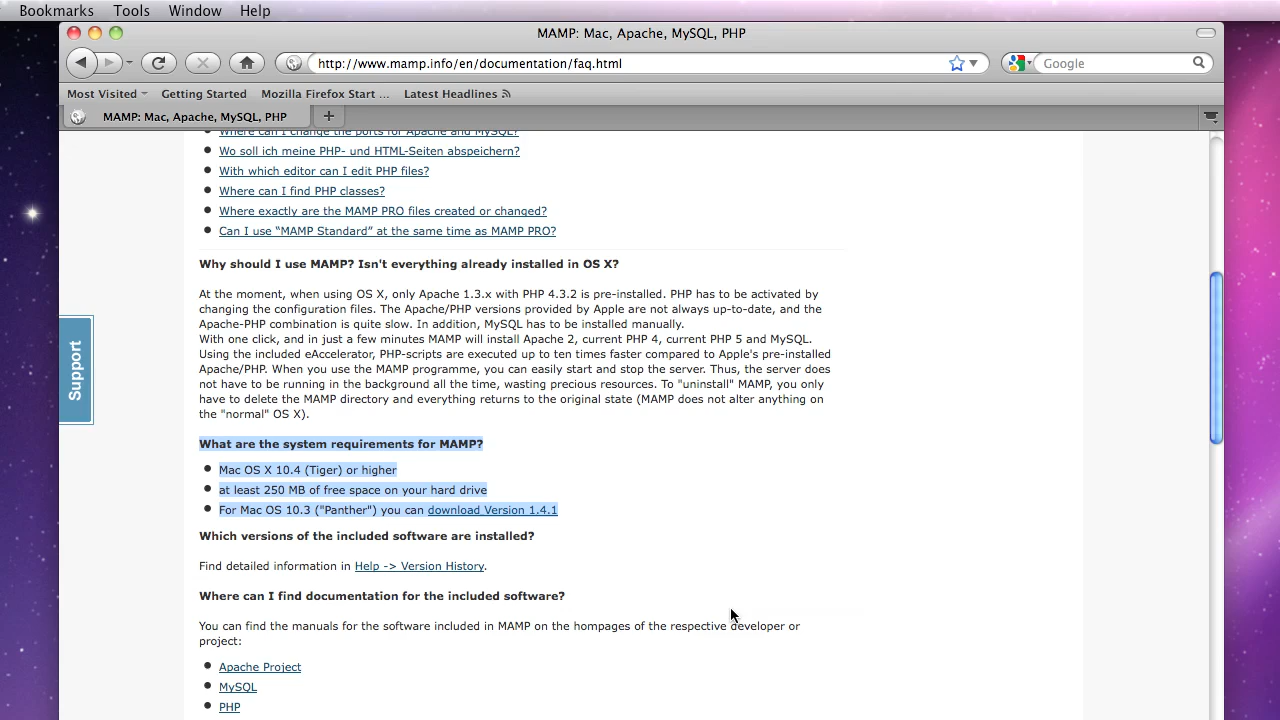 Bookmarks Tools Window Help
MAMP: Mac, Apache, MySQL, PHP
http://www.mamp.info/en/documentation/faq.html
Google
Most Visited Getting Started Mozilla Firefox Start ... Latest Headlines
MAMP: Mac, Apache, MySQL, PHP
Where can I change the ports for Apache and MySQL?
Wo soll ich meine PHP- und HTML-Seiten abspeichern?
With which editor can I edit PHP files?
Where can I find PHP classes?
Where exactly are the MAMP PRO files created or changed?
Can I use “MAMP Standard” at the same time as MAMP PRO?
Why should I use MAMP? Isn't everything already installed in OS X?
At the moment, when using OS X, only Apache 1.3.x with PHP 4.3.2 is pre-installed. PHP has to be activated by
changing the configuration files. The Apache/PHP versions provided by Apple are not always up-to-date, and the
Apache-PHP combination is quite slow. In addition, MySQL has to be installed manually.
With one click, and in just a few minutes MAMP will install Apache 2, current PHP 4, current PHP 5 and MySQL.
Using the included eAccelerator, PHP-scripts are executed up to ten times faster compared to Apple's pre-installed
Apache/PHP. When you use the MAMP programme, you can easily start and stop the server. Thus, the server does
not have to be running in the background all the time, wasting precious resources. To "uninstall" MAMP, you only
have to delete the MAMP directory and everything returns to the original state (MAMP does not alter anything on
the "normal" OS X).
Support
What are the system requirements for MAMP?
Mac OS X 10.4 (Tiger) or higher
at least 250 MB of free space on your hard drive
For Mac OS 10.3 ("Panther") you can download Version 1.4.1
Which versions of the included software are installed?
Find detailed information in Help -> Version History.
Where can I find documentation for the included software?
You can find the manuals for the software included in MAMP on the hompages of the respective developer or
project:
Apache Project
MySQL
PHP